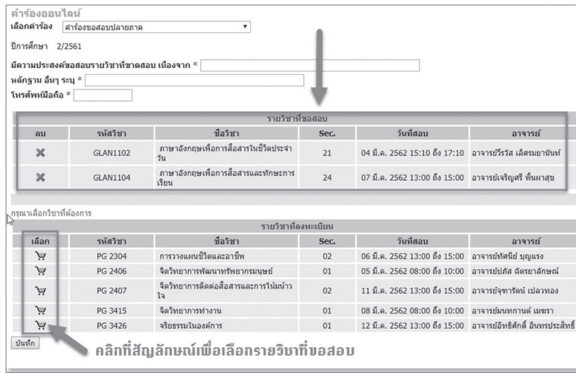 คำร้องออนไลน์
เลือกคำร้อง คำร้องขอสอบปลายภาค
ปีการศึกษา 2/2561
มีความประสงค์ขอสอบรายวิชาที่ขาดสอบ เนื่องจาก *
หลักฐาน อื่นๆ ระบุ *
โทรศัพท์มือถือ *
รายวิชาที่ขอสอบ
ลบ รหัสวิชา ชื่อวิชา Sec. วันที่สอบ อาจารย์
GLAN1102 ภาษาอังกฤษเพื่อการสื่อสารในชีวิตประจำวัน 21 04 มี.ค. 2562 15:10 ถึง 17:10 อาจารย์วีรวัส เลิศรมยานันท์
GLAN1104 ภาษาอังกฤษเพื่อการสื่อสารและทักษะการเรียน 24 07 มี.ค. 2562 13:00 ถึง 15:00 อาจารย์เจริญศรี พันผาสุข
กรุณาเลือกวิชาที่ต้องการ
รายวิชาที่ลงทะเบียน
เลือก รหัสวิชา ชื่อวิชา Sec. วันที่สอบ อาจารย์
PG 2304 การวางแผนชีวิตและอาชีพ 02 06 มี.ค. 2562 13:00 ถึง 15:00 อาจารย์ทัศนีย์ บุญแรง
PG 2406 จิตวิทยาการพัฒนาทรัพยากรมนุษย์ 01 05 มี.ค. 2562 08:00 ถึง 10:00 อาจารย์ปภัส ฉัตรยาลักษณ์
PG 2407 จิตวิทยาการติดต่อสื่อสารและการโน้มน้าวใจ 02 11 มี.ค. 2562 13:00 ถึง 15:00 อาจารย์จุฑารัตน์ เปลวทอง
PG 3415 จิตวิทยาการทำงาน 01 08 มี.ค. 2562 08:00 ถึง 10:00 อาจารย์มนทกานต์ เมฆรา
PG 3426 จริยธรรมในองค์การ 01 12 มี.ค. 2562 13:00 ถึง 15:00 อาจารย์อิทธิศักดิ์ อินทรประสิทธิ์
บันทึก
คลิกที่สัญลักษณ์เพื่อเลือกรายวิชาที่ขอสอบ